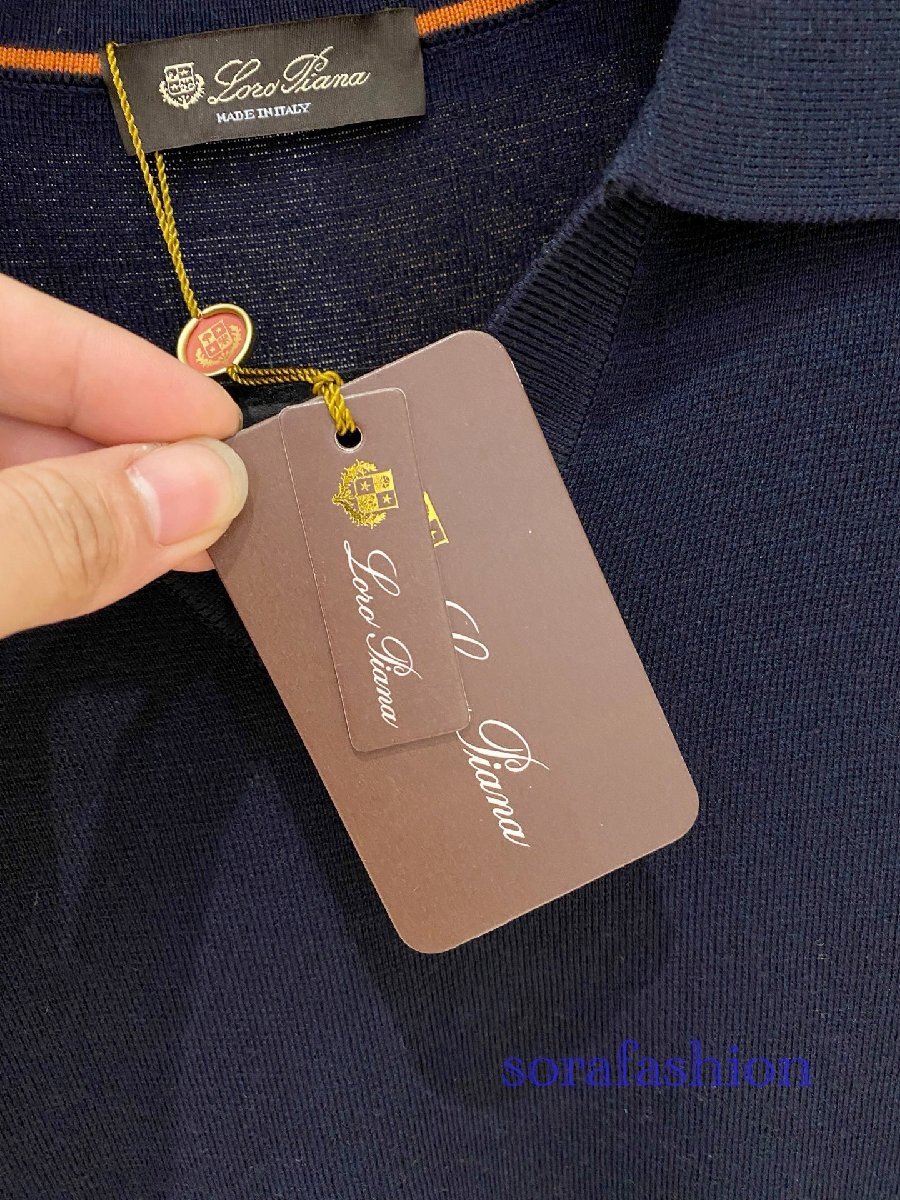 Loro Piana
MADE IN ITALY
Loro Piana
L
Piana
sorafashion